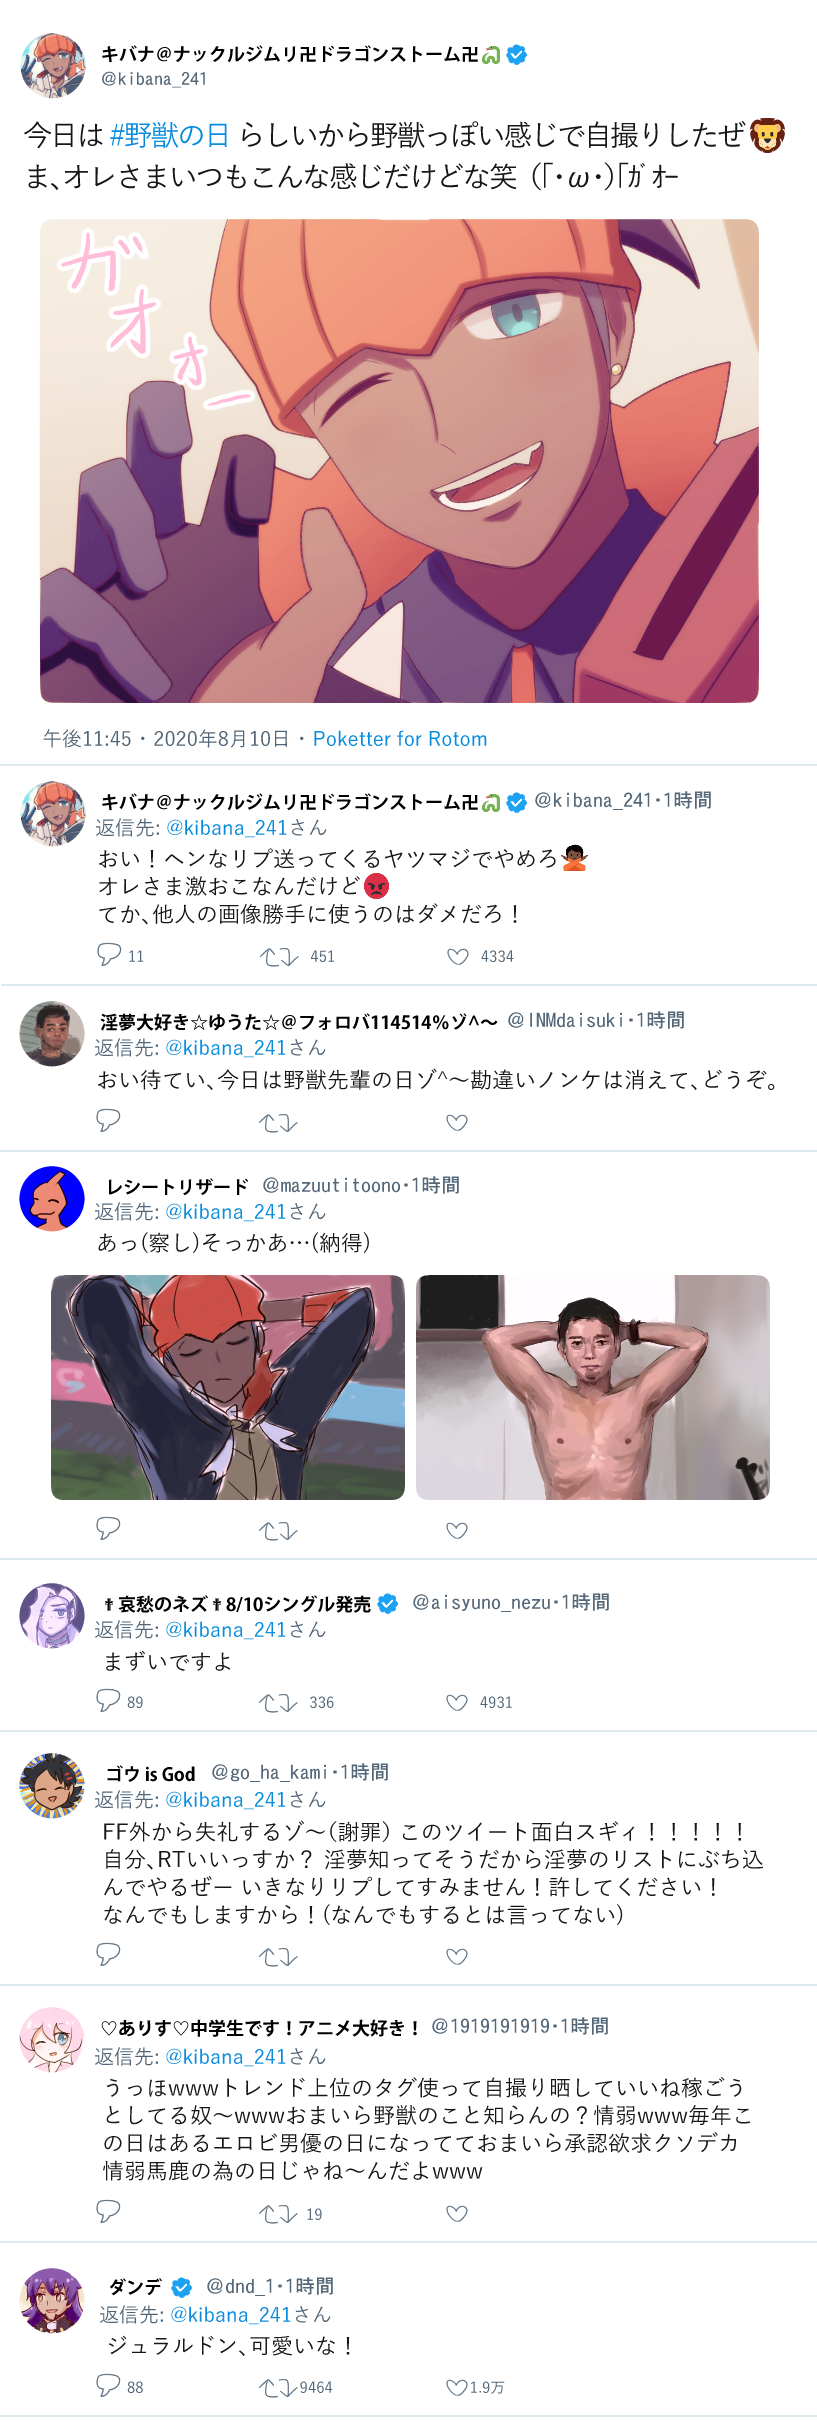 キバナ@ナックルジムリ卍ドラゴンストーム卍🐉
@kibana_241
今日は #野獣の日 らしいから野獣っぽい感じで自撮りしたぜ🦁
ま、オレさまいつもこんな感じだけどな笑 (｢･ω･)｢ｶﾞｵｰ
ガオオー
午後11:45・2020年8月10日・Poketter for Rotom
キバナ@ナックルジムリ卍ドラゴンストーム卍🐉 @kibana_241・1時間
返信先: @kibana_241さん
おい！ヘンなリプ送ってくるヤツマジでやめろ🙅🏿
オレさま激おこなんだけど😡
てか、他人の画像勝手に使うのはダメだろ！
11 451 4334
淫夢大好き☆ゆうた☆@フォロバ114514%ゾ^〜 @INMdaisuki・1時間
返信先: @kibana_241さん
おい待てい、今日は野獣先輩の日ゾ^〜勘違いノンケは消えて、どうぞ。
レシートリザード @mazuutitoono・1時間
返信先: @kibana_241さん
あっ(察し)そっかあ…(納得)
✝哀愁のネズ✝8/10シングル発売 @aisyuno_nezu・1時間
返信先: @kibana_241さん
まずいですよ
89 336 4931
ゴウ is God @go_ha_kami・1時間
返信先: @kibana_241さん
FF外から失礼するゾ〜(謝罪) このツイート面白スギィ！！！！！
自分、RTいいっすか？ 淫夢知ってそうだから淫夢のリストにぶち込
んでやるぜー いきなりリプしてすみません！許してください！
なんでもしますから！(なんでもするとは言ってない)
♡ありす♡中学生です！アニメ大好き！ @1919191919・1時間
返信先: @kibana_241さん
うっほwwwトレンド上位のタグ使って自撮り晒していいね稼ごう
としてる奴〜wwwおまいら野獣のこと知らんの？情弱www毎年こ
の日はあるエロビ男優の日になってておまいら承認欲求クソデカ
情弱馬鹿の為の日じゃね〜んだよwww
19
ダンデ @dnd_1・1時間
返信先: @kibana_241さん
ジュラルドン、可愛いな！
88 9464 1.9万